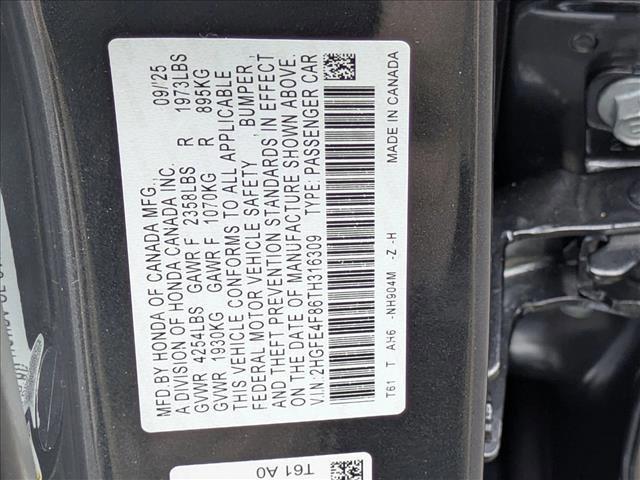 MFD.BY HONDA OF CANADA MFG. 09/25
A DIVISION OF HONDA CANADA INC.
GVWR 4254LBS GAWR F 2358LBS R 1973LBS
GVWR 1930KG GAWR F 1070KG R 895KG
THIS VEHICLE CONFORMS TO ALL APPLICABLE
FEDERAL MOTOR VEHICLE SAFETY , BUMPER,
AND THEFT PREVENTION STANDARDS IN EFFECT
ON THE DATE OF MANUFACTURE SHOWN ABOVE.
V.I.N: 2HGFE4F86TH316309 TYPE: PASSENGER CAR
T61 T AH6 -NH904M -Z -H MADE IN CANADA
T61 A0